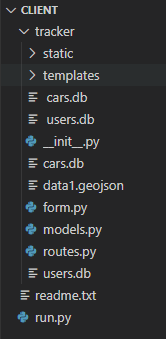 CLIENT
tracker
static
templates
cars.db
users.db
__init__.py
cars.db
data1.geojson
form.py
models.py
routes.py
users.db
readme.txt
run.py